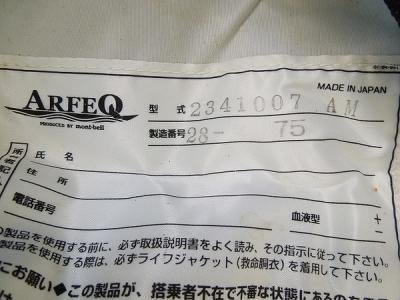 MADE IN JAPAN
ARFEQ
PRODUCED BY mont-bell
型式 2341007 AM
製造番号 28- 75
氏名
住所
電話番号
血液型 + -
の製品を使用する前に、必ず取扱説明書をよく読み、その指示に従って下さい。
製品を使用する際は、必ずライフジャケット(救命胴衣)を着用して下さい。
にお願い◆この製品が、搭乗者不在で不審な状態にある